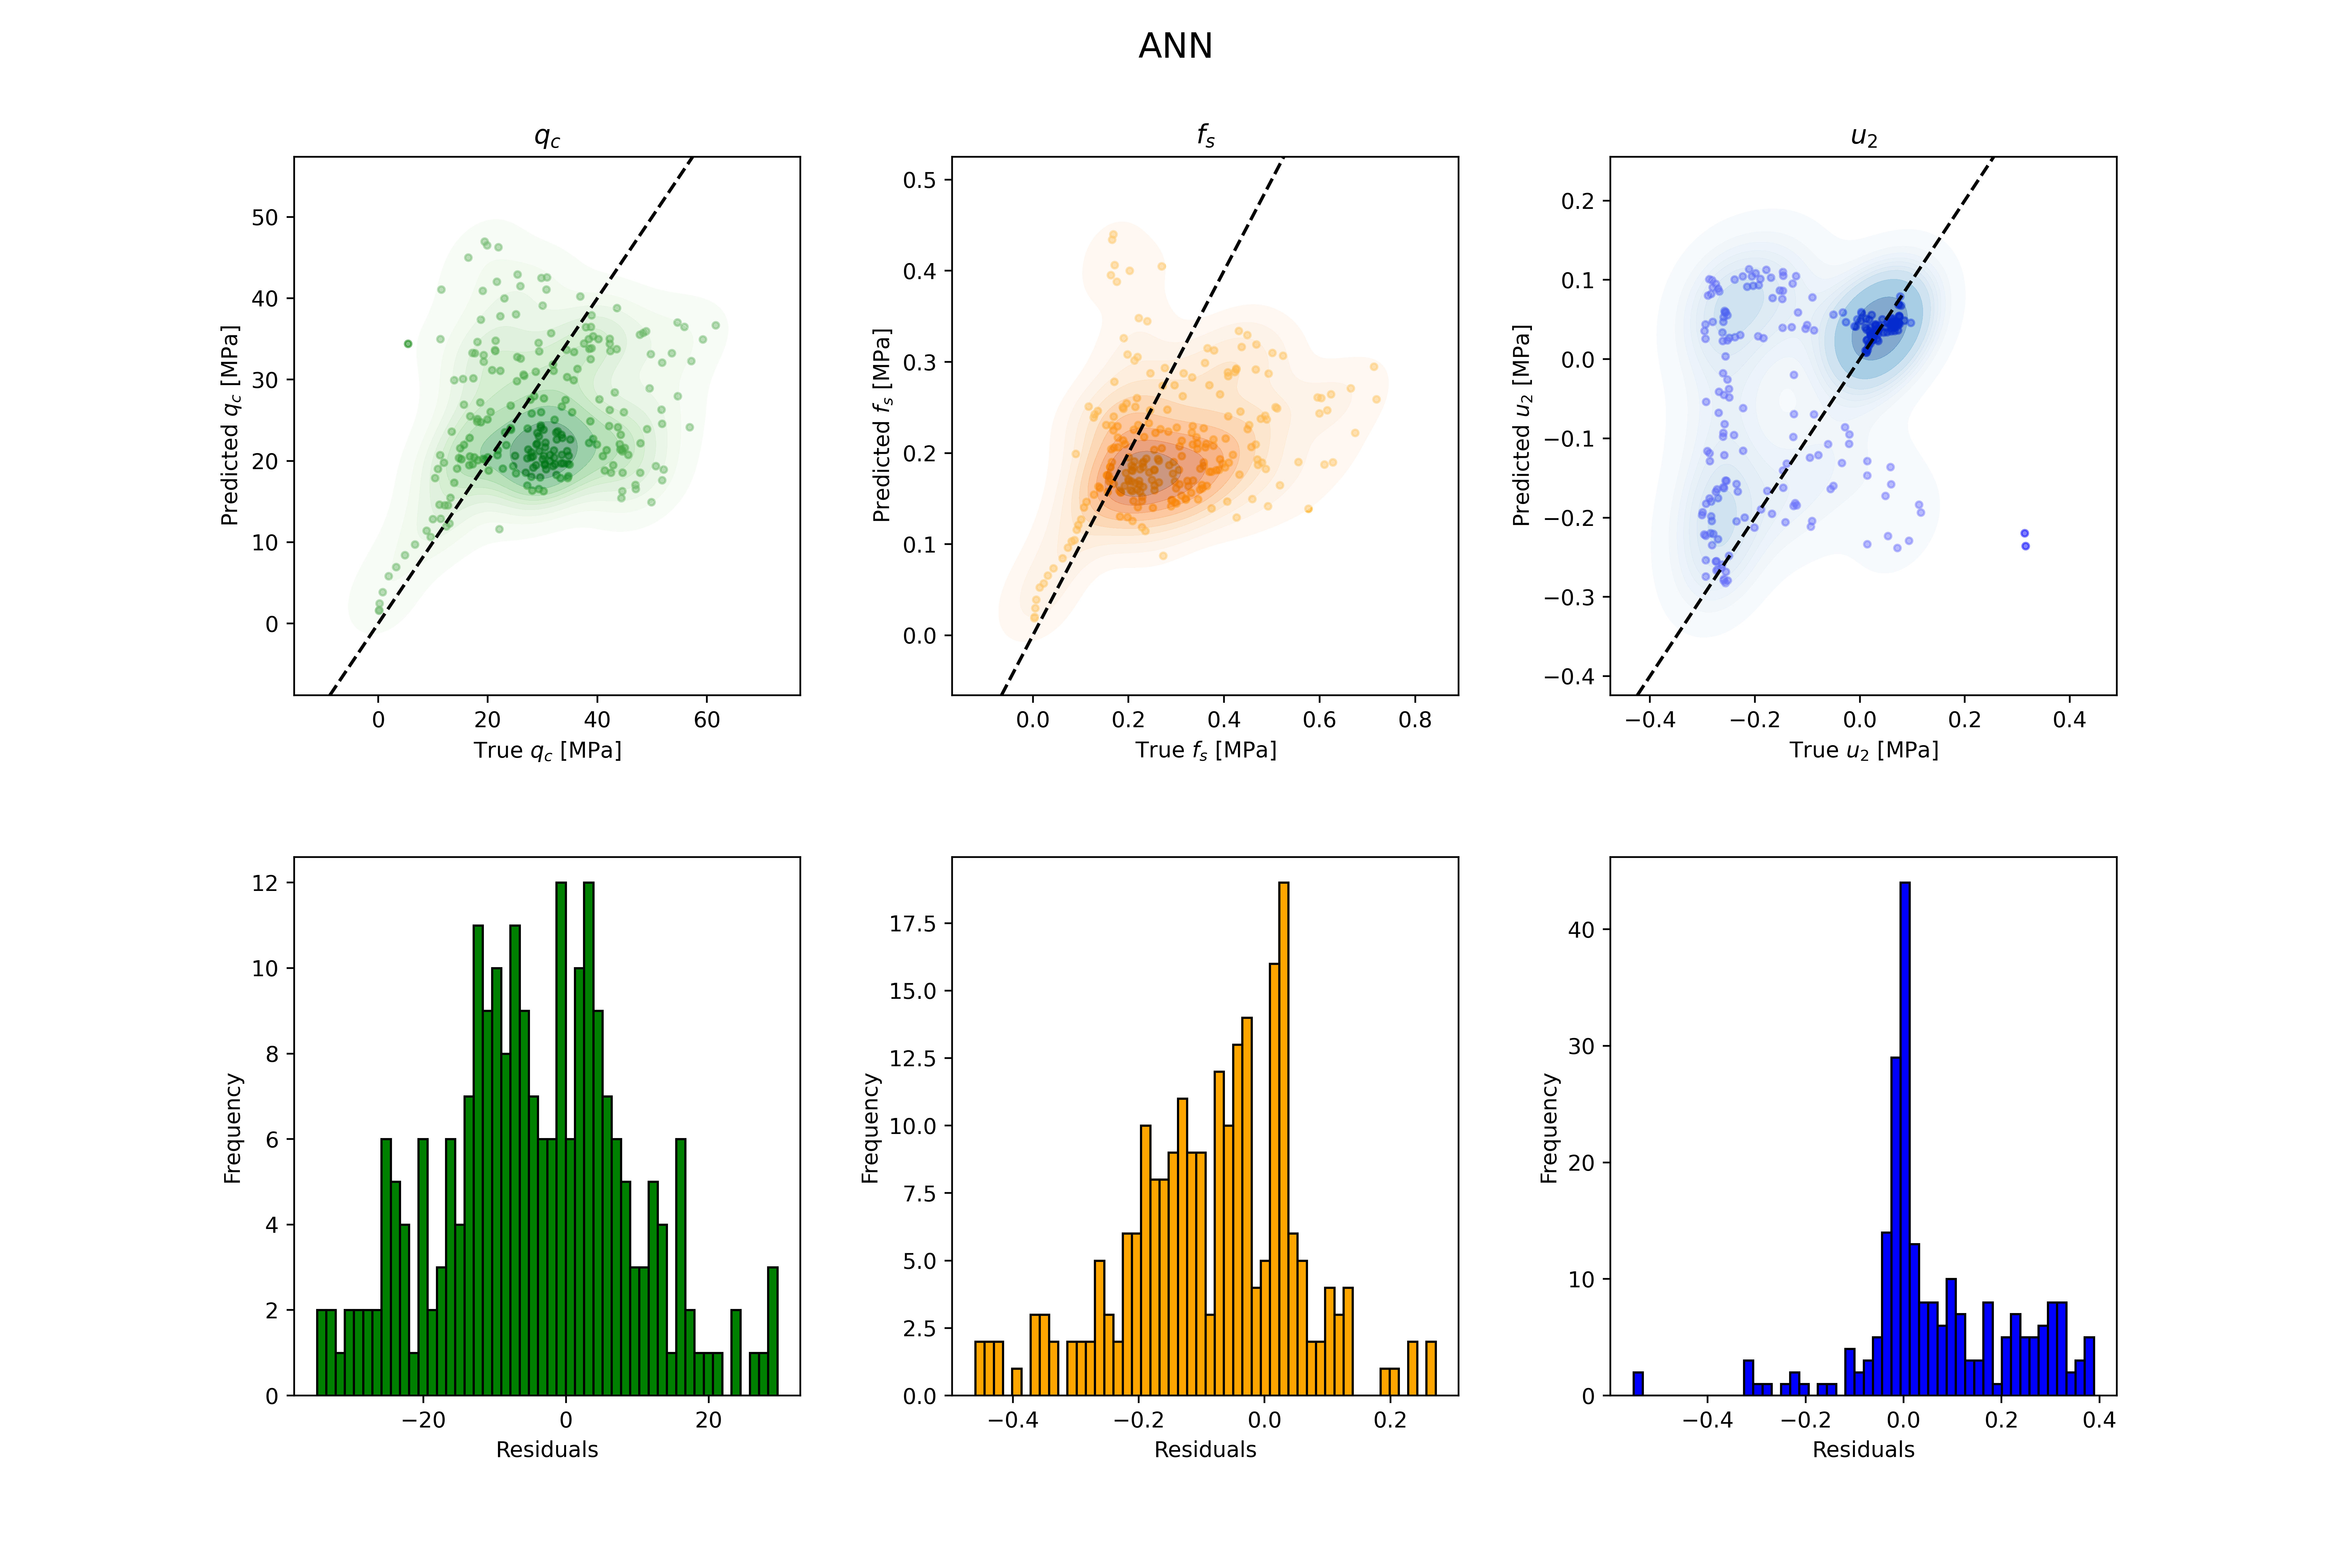 ANN
q_c
f_s
u_2
Predicted q_c [MPa]
50
40
30
20
10
0
0 20 40 60
True q_c [MPa]
Predicted f_s [MPa]
0.5
0.4
0.3
0.2
0.1
0.0
0.0 0.2 0.4 0.6 0.8
True f_s [MPa]
Predicted u_2 [MPa]
0.2
0.1
0.0
−0.1
−0.2
−0.3
−0.4
−0.4 −0.2 0.0 0.2 0.4
True u_2 [MPa]
Frequency
12
10
8
6
4
2
0
−20 0 20
Residuals
Frequency
17.5
15.0
12.5
10.0
7.5
5.0
2.5
0.0
−0.4 −0.2 0.0 0.2
Residuals
Frequency
40
30
20
10
0
−0.4 −0.2 0.0 0.2 0.4
Residuals